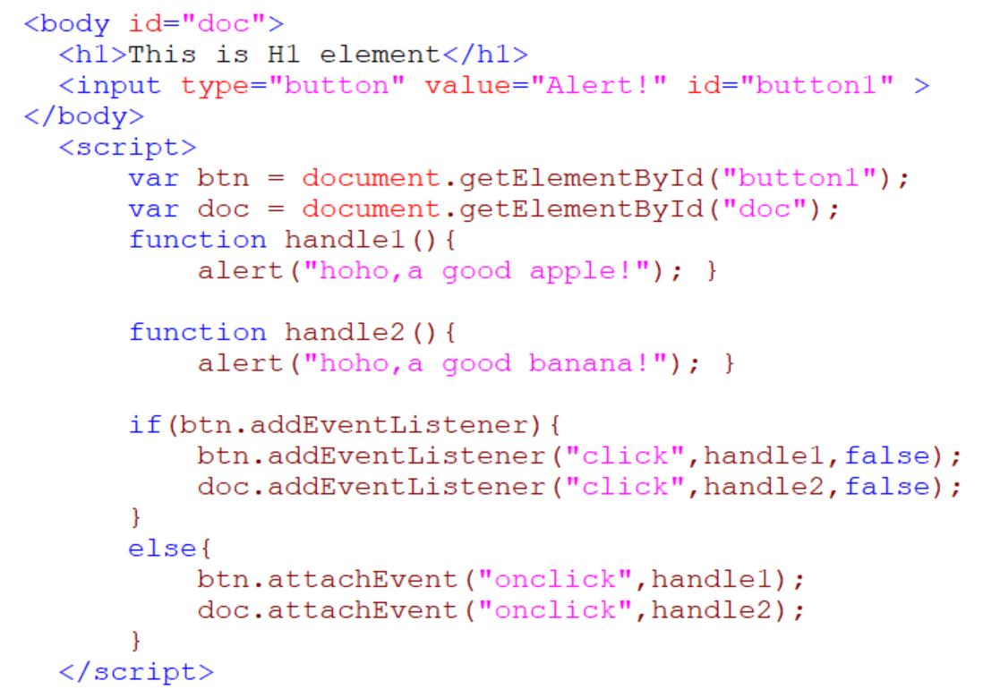 <body id="doc">
  <h1>This is H1 element</h1>
  <input type="button" value="Alert!" id="button1" >
</body>
  <script>
      var btn = document.getElementById("button1");
      var doc = document.getElementById("doc");
      function handle1(){
          alert("hoho,a good apple!"); }

      function handle2(){
          alert("hoho,a good banana!"); }

      if(btn.addEventListener){
          btn.addEventListener("click",handle1,false);
          doc.addEventListener("click",handle2,false);
      }
      else{
          btn.attachEvent("onclick",handle1);
          doc.attachEvent("onclick",handle2);
      }
  </script>